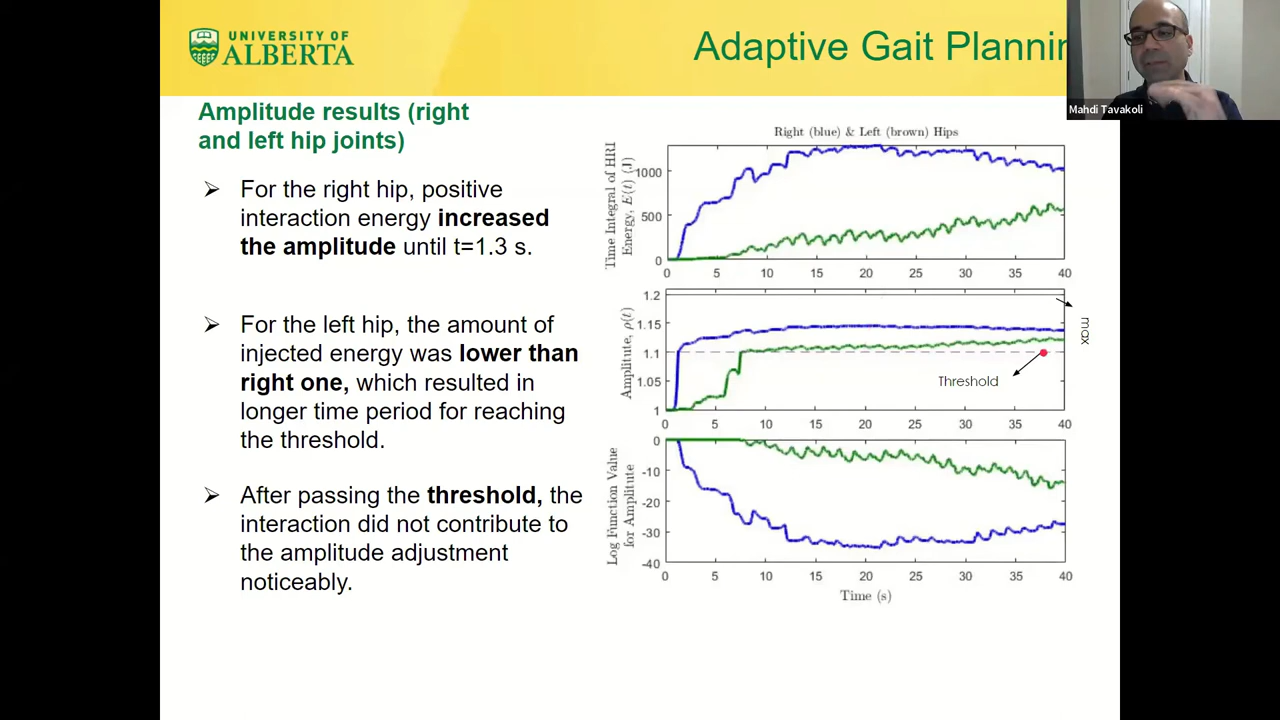 UNIVERSITY OF
ALBERTA
Adaptive Gait Plannin
Mahdi Tavakoli
Amplitude results (right
and left hip joints)
➢ For the right hip, positive
interaction energy increased
the amplitude until t=1.3 s.
➢ For the left hip, the amount of
injected energy was lower than
right one, which resulted in
longer time period for reaching
the threshold.
➢ After passing the threshold, the
interaction did not contribute to
the amplitude adjustment
noticeably.
Right (blue) & Left (brown) Hips
Time Integral of HRI
Energy, E(t) (J)
1000
500
0
0 5 10 15 20 25 30 35 40
Amplitude, ρ(t)
1.2
1.15
1.1
1.05
1
max
Threshold
0 5 10 15 20 25 30 35 40
Log Function Value
for Amplitude
0
-10
-20
-30
-40
0 5 10 15 20 25 30 35 40
Time (s)